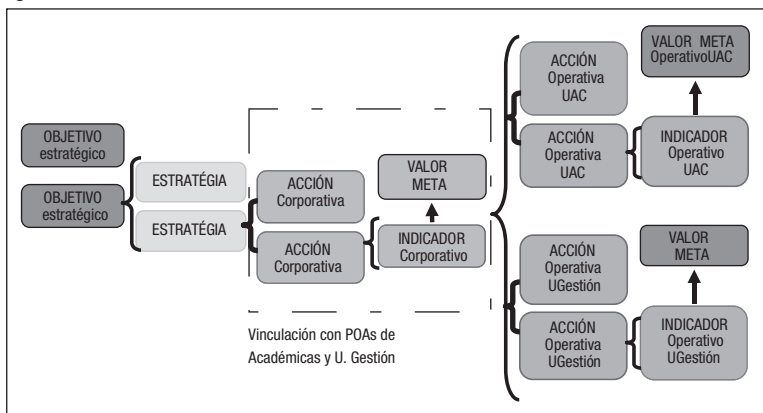 OBJETIVO
estratégico
OBJETIVO
estratégico
ESTRATÉGIA
ESTRATÉGIA
ACCIÓN
Corporativa
ACCIÓN
Corporativa
VALOR
META
INDICADOR
Corporativo
Vinculación con POAs de
Académicas y U. Gestión
ACCIÓN
Operativa
UAC
ACCIÓN
Operativa
UAC
VALOR META
OperativoUAC
INDICADOR
Operativo
UAC
ACCIÓN
Operativa
UGestión
ACCIÓN
Operativa
UGestión
VALOR
META
INDICADOR
Operativo
UGestión